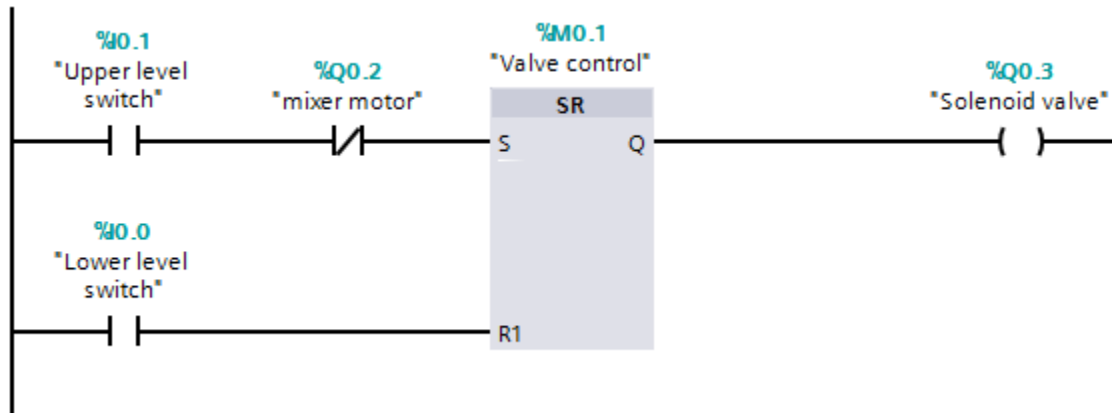 %I0.1
"Upper level
switch"
%Q0.2
"mixer motor"
%M0.1
"Valve control"
SR
S
Q
%Q0.3
"Solenoid valve"
%I0.0
"Lower level
switch"
R1